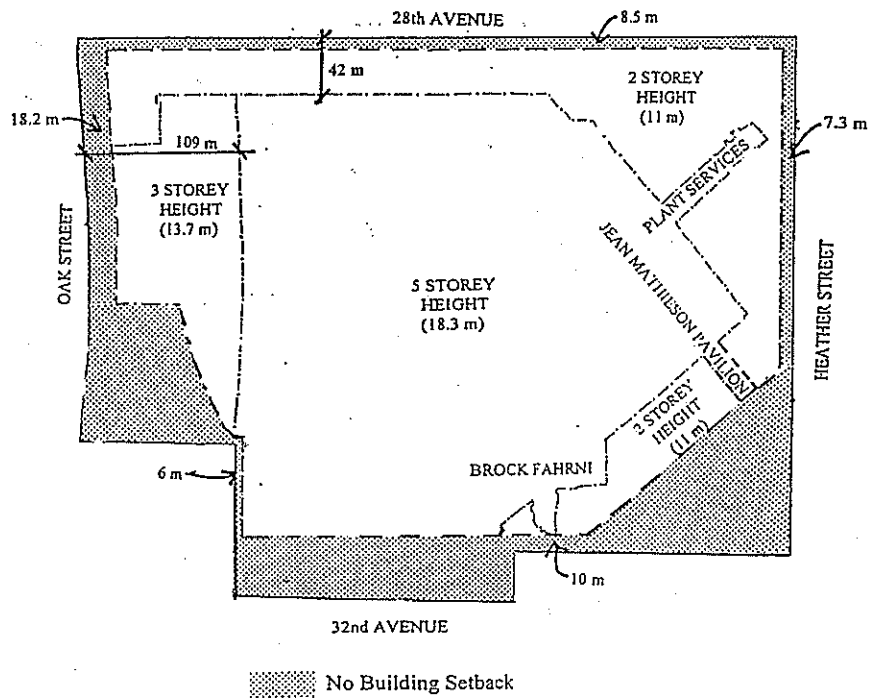 28th AVENUE
8.5 m
42 m
2 STOREY
HEIGHT
(11 m)
18.2 m
7.3 m
109 m
PLANT SERVICES
3 STOREY
HEIGHT
(13.7 m)
JEAN MATHIESON PAVILION
OAK STREET
5 STOREY
HEIGHT
(18.3 m)
HEATHER STREET
2 STOREY
HEIGHT
(11 m)
BROCK FAHRNI
6 m
10 m
32nd AVENUE
No Building Setback